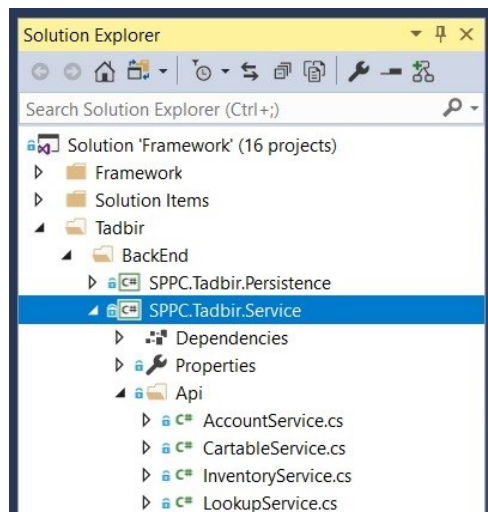 Solution Explorer
Search Solution Explorer (Ctrl+;)
Solution 'Framework' (16 projects)
Framework
Solution Items
Tadbir
BackEnd
C# SPPC.Tadbir.Persistence
C# SPPC.Tadbir.Service
Dependencies
Properties
Api
C# AccountService.cs
C# CartableService.cs
C# InventoryService.cs
C# LookupService.cs